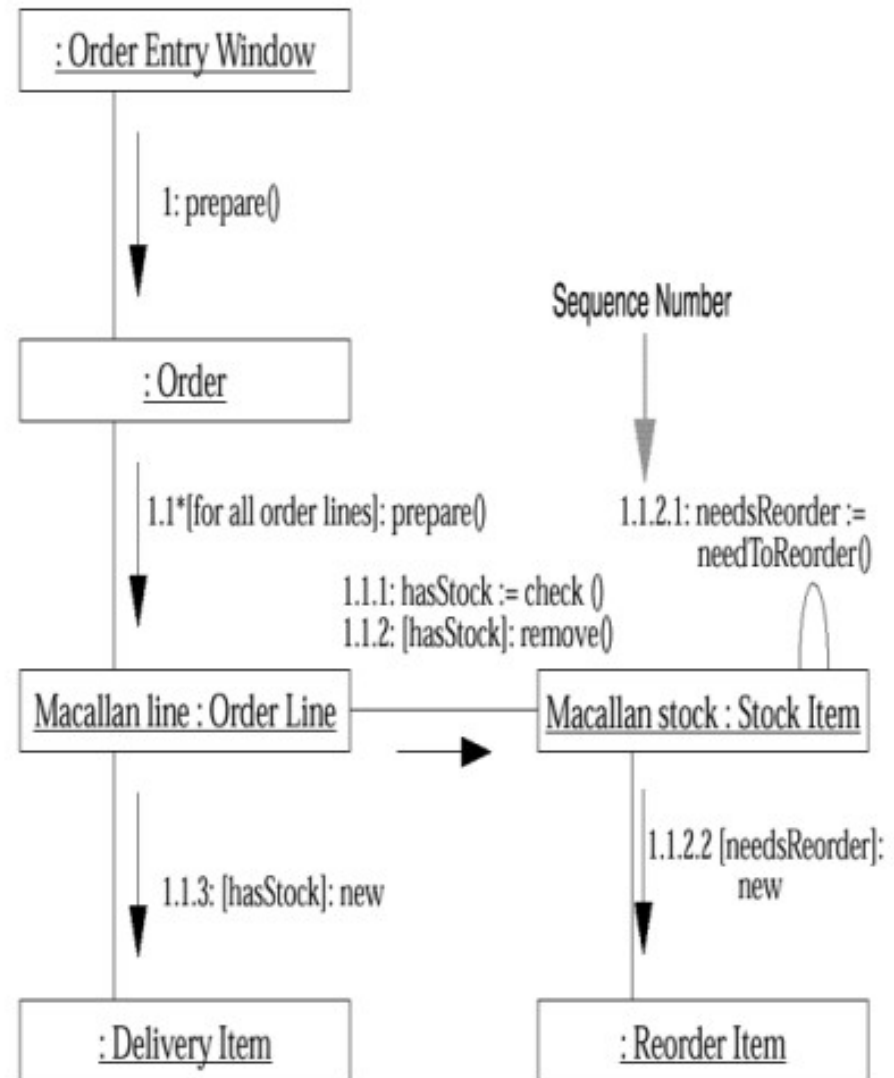 : Order Entry Window
1: prepare()
Sequence Number
: Order
1.1*[for all order lines]: prepare()
1.1.2.1: needsReorder :=
needToReorder()
1.1.1: hasStock := check ()
1.1.2: [hasStock]: remove()
Macallan line : Order Line
Macallan stock : Stock Item
1.1.3: [hasStock]: new
1.1.2.2 [needsReorder]:
new
: Delivery Item
: Reorder Item